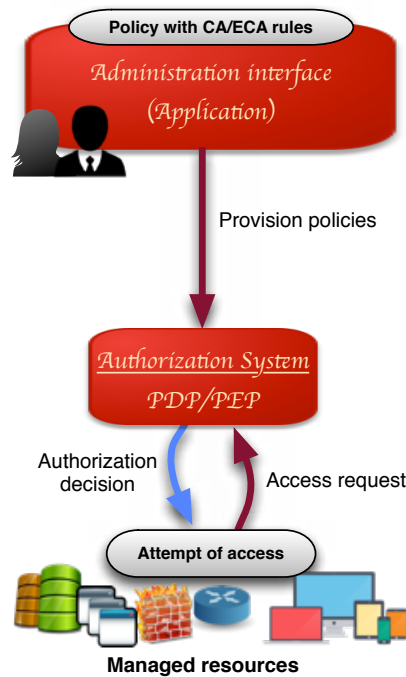 Policy with CA/ECA rules
Administration interface
(Application)
Provision policies
Authorization System
PDP/PEP
Authorization
decision
Access request
Attempt of access
Managed resources